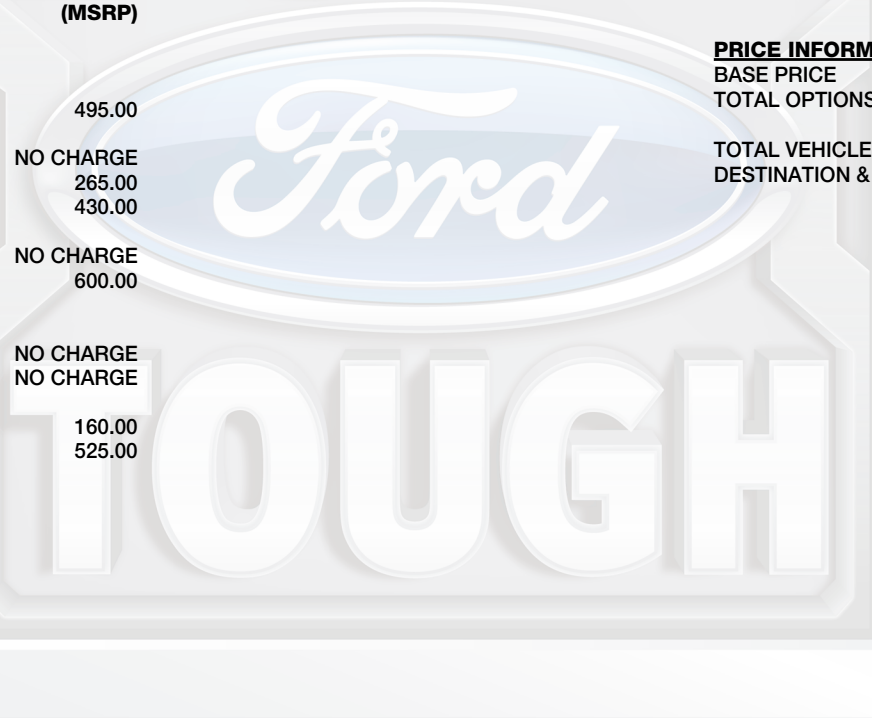 (MSRP)
495.00
NO CHARGE
265.00
430.00
NO CHARGE
600.00
NO CHARGE
NO CHARGE
160.00
525.00
PRICE INFORM
BASE PRICE
TOTAL OPTIONS
TOTAL VEHICLE
DESTINATION &
Ford
TOUGH